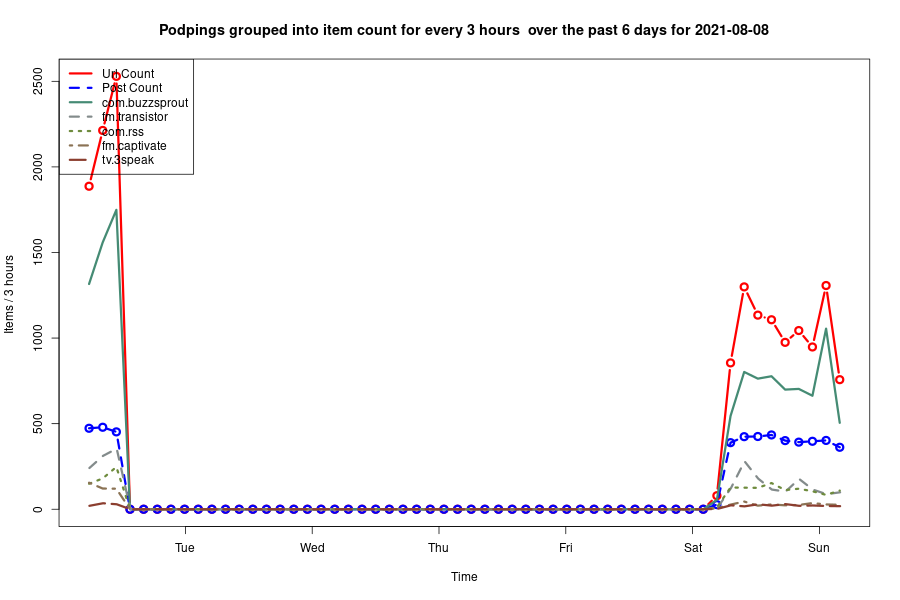 Podpings grouped into item count for every 3 hours  over the past 6 days for 2021-08-08
Items / 3 hours
2500
2000
1500
1000
500
0
Url Count
Post Count
com.buzzsprout
fm.transistor
com.rss
fm.captivate
tv.3speak
Tue
Wed
Thu
Fri
Sat
Sun
Time